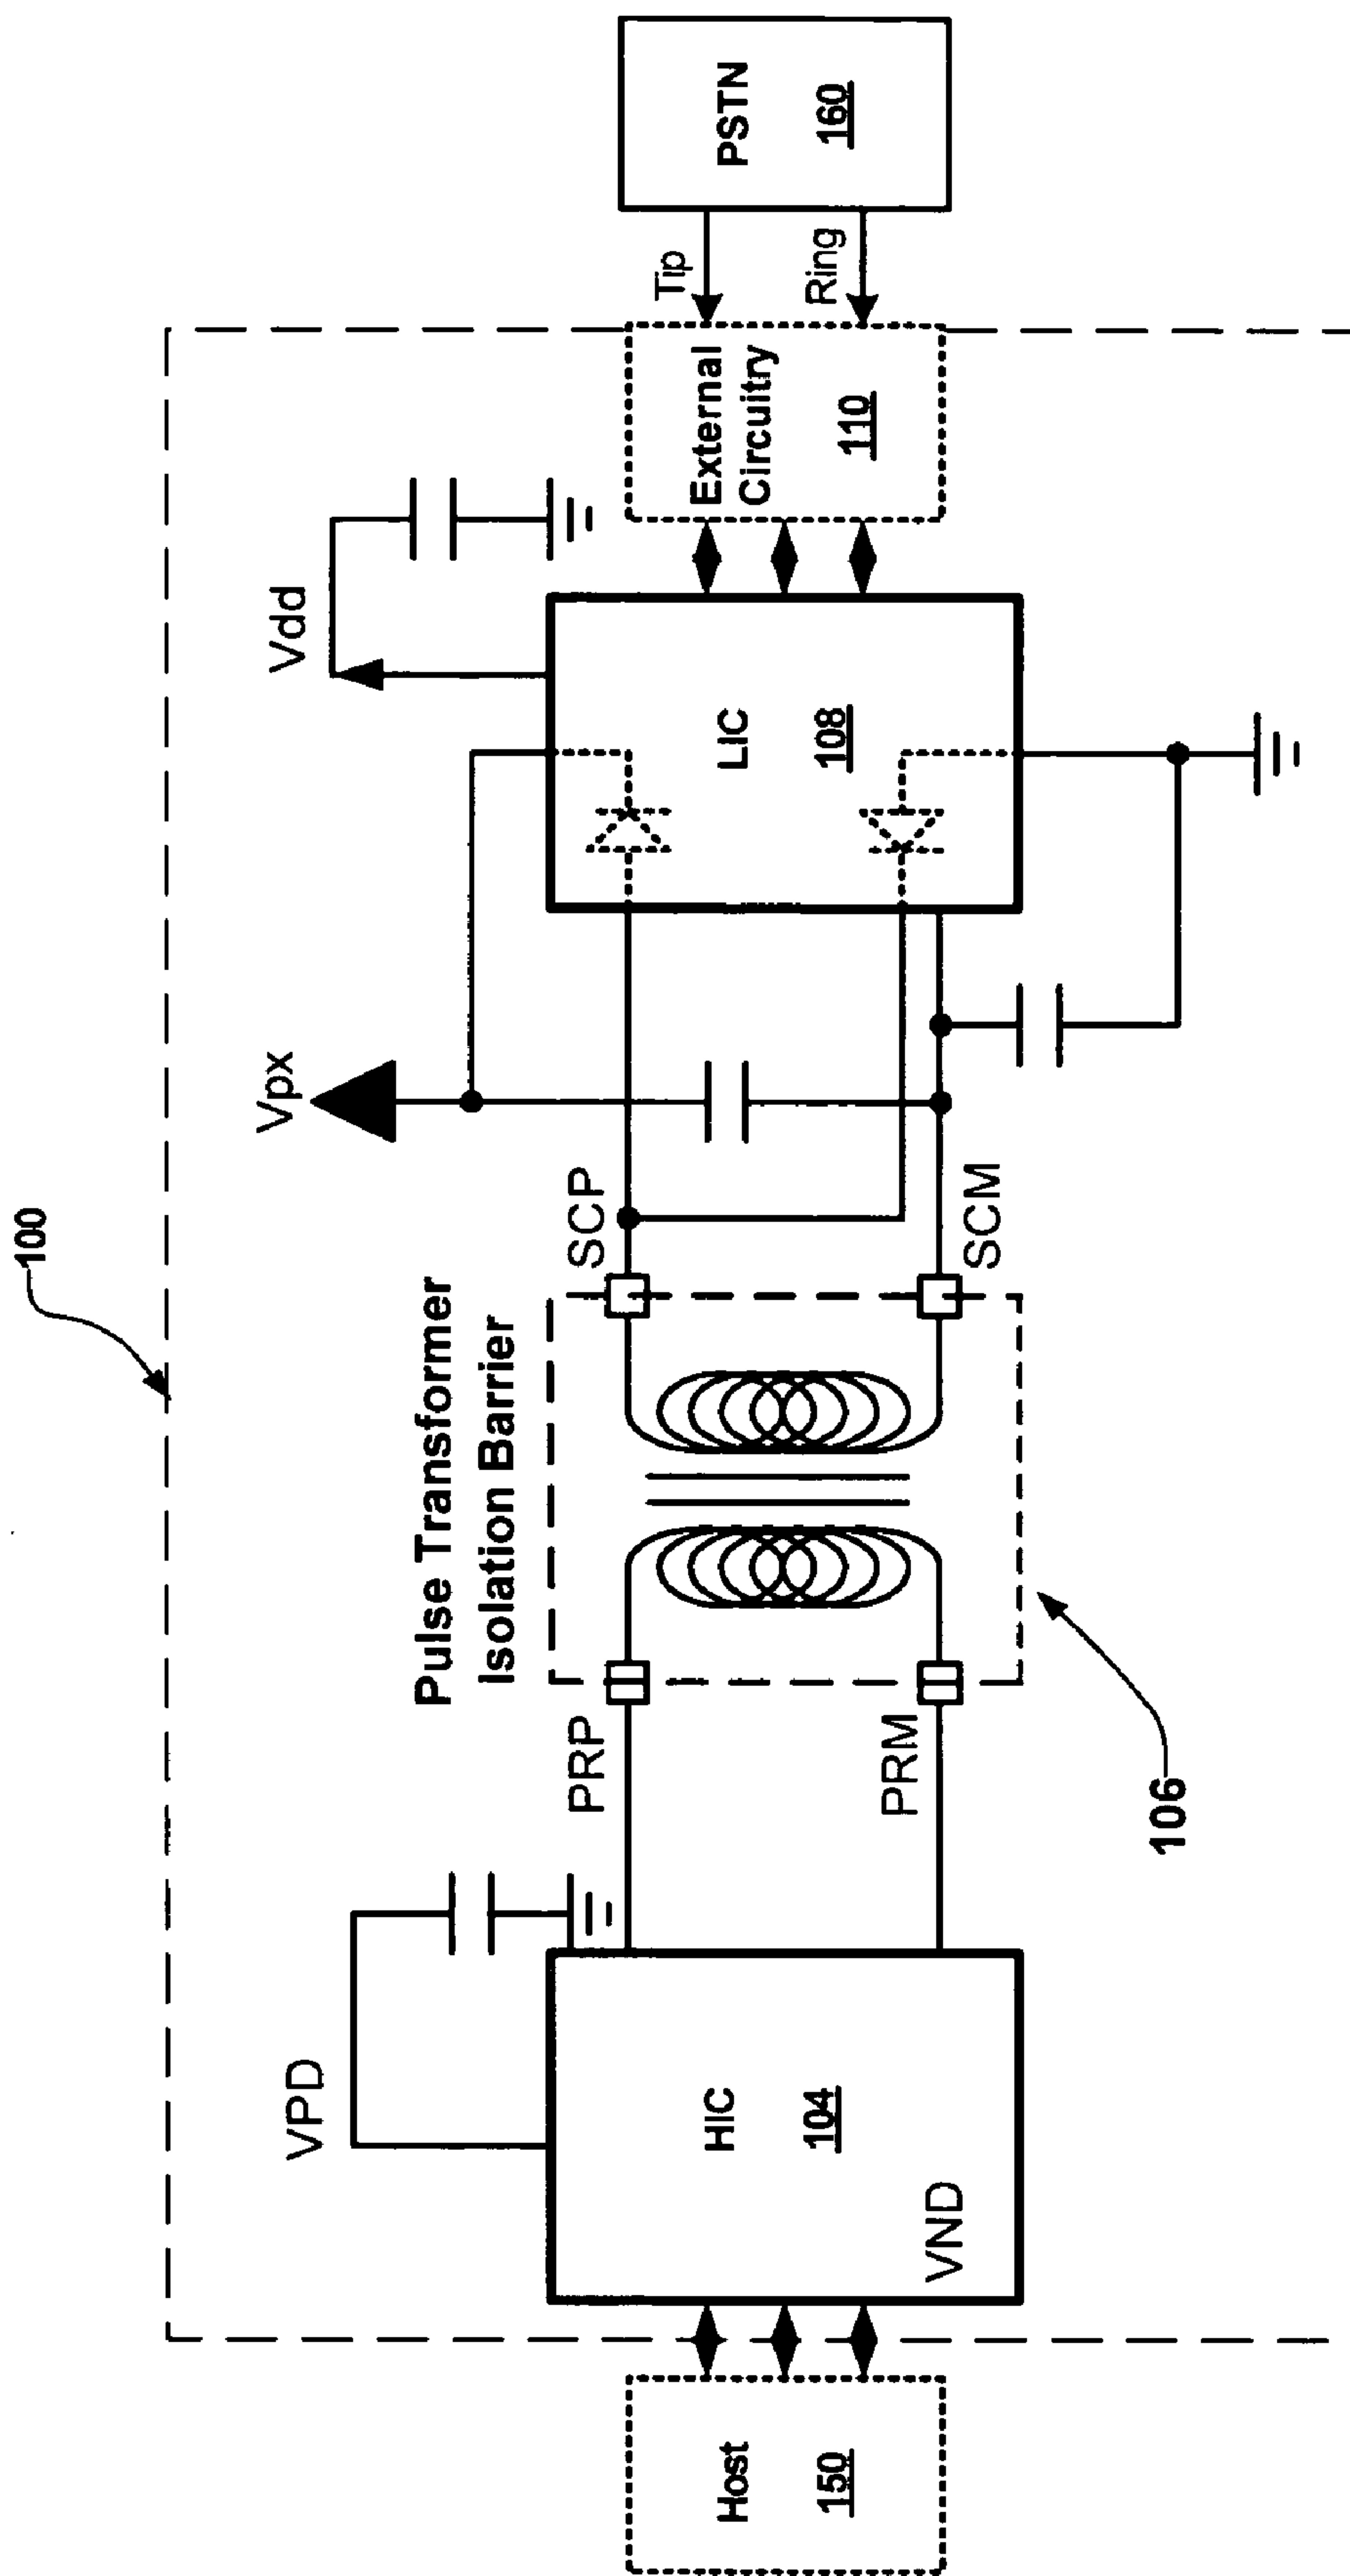 100
Pulse Transformer
Isolation Barrier
VPD
Vpx
Vdd
PRP
SCP
Host
150
HIC
104
VND
PRM
SCM
LIC
108
External
Circuitry
110
Tip
Ring
PSTN
160
106